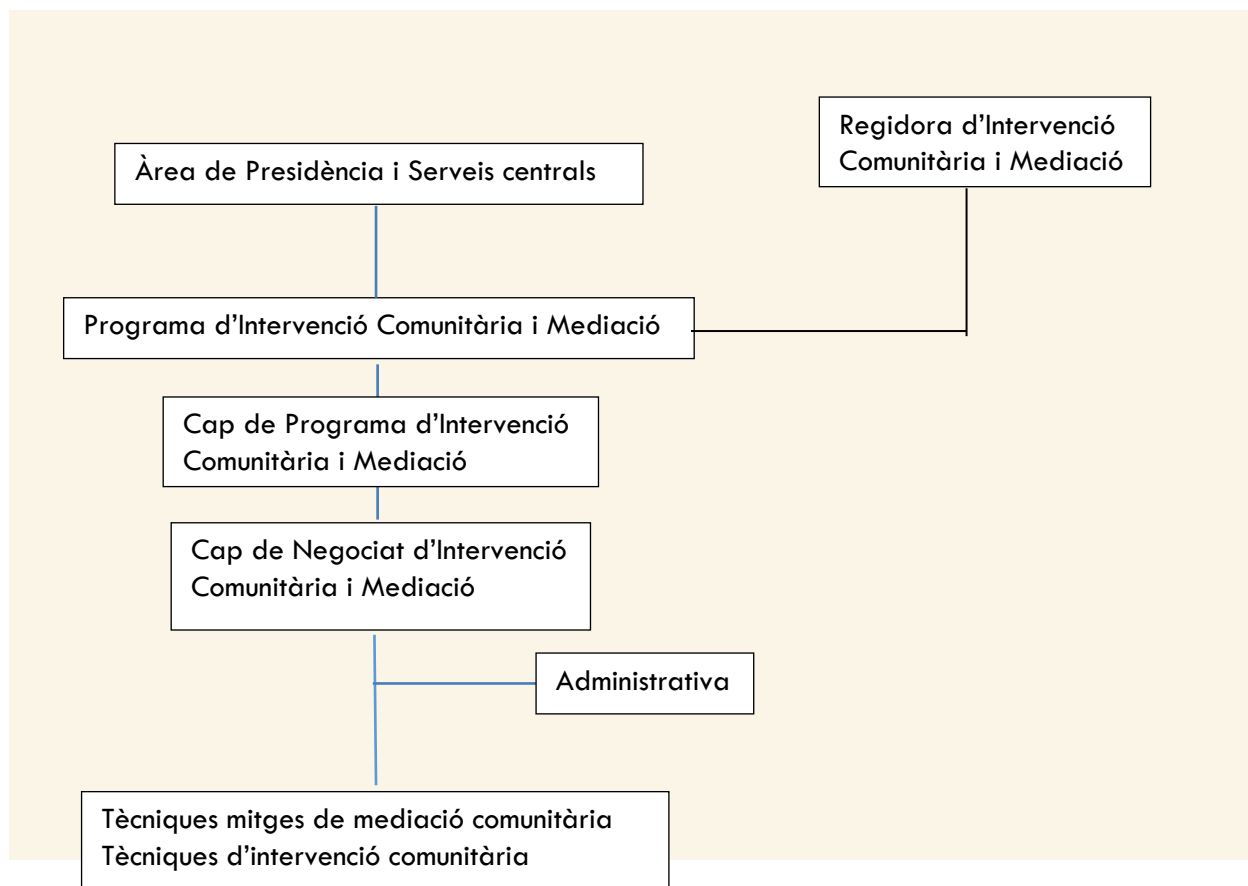 Regidora d’Intervenció
Comunitària i Mediació
Àrea de Presidència i Serveis centrals
Programa d’Intervenció Comunitària i Mediació
Cap de Programa d’Intervenció
Comunitària i Mediació
Cap de Negociat d’Intervenció
Comunitària i Mediació
Administrativa
Tècniques mitges de mediació comunitària
Tècniques d’intervenció comunitària